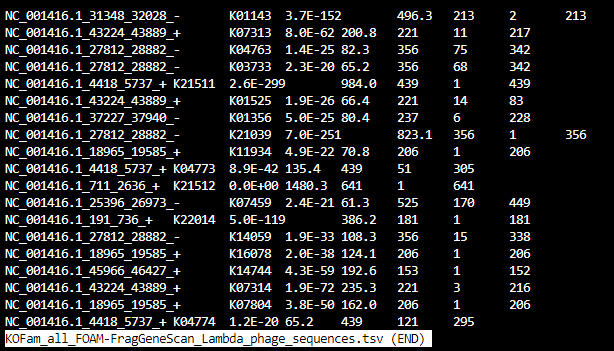 NC_001416.1_31348_32028_- K01143 3.7E-152 496.3 213 2 213
NC_001416.1_43224_43889_+ K07313 8.0E-62 200.8 221 11 217
NC_001416.1_27812_28882_- K04763 1.4E-25 82.3 356 75 342
NC_001416.1_27812_28882_- K03733 2.3E-20 65.2 356 68 342
NC_001416.1_4418_5737_+ K21511 2.6E-299 984.0 439 1 439
NC_001416.1_43224_43889_+ K01525 1.9E-26 66.4 221 14 83
NC_001416.1_37227_37940_- K01356 5.0E-25 80.4 237 6 228
NC_001416.1_27812_28882_- K21039 7.0E-251 823.1 356 1 356
NC_001416.1_18965_19585_+ K11934 4.9E-22 70.8 206 1 206
NC_001416.1_4418_5737_+ K04773 8.9E-42 135.4 439 51 305
NC_001416.1_711_2636_+ K21512 0.0E+00 1480.3 641 1 641
NC_001416.1_25396_26973_- K07459 2.4E-21 61.3 525 170 449
NC_001416.1_191_736_+ K22014 5.0E-119 386.2 181 1 181
NC_001416.1_27812_28882_- K14059 1.9E-33 108.3 356 15 338
NC_001416.1_18965_19585_+ K16078 2.0E-38 124.1 206 1 206
NC_001416.1_45966_46427_+ K14744 4.3E-59 192.6 153 1 152
NC_001416.1_43224_43889_+ K07314 1.9E-72 235.3 221 3 216
NC_001416.1_18965_19585_+ K07804 3.8E-50 162.0 206 1 206
NC_001416.1_4418_5737_+ K04774 1.2E-20 65.2 439 121 295
KOFam_all_FOAM-FragGeneScan_Lambda_phage_sequences.tsv (END)